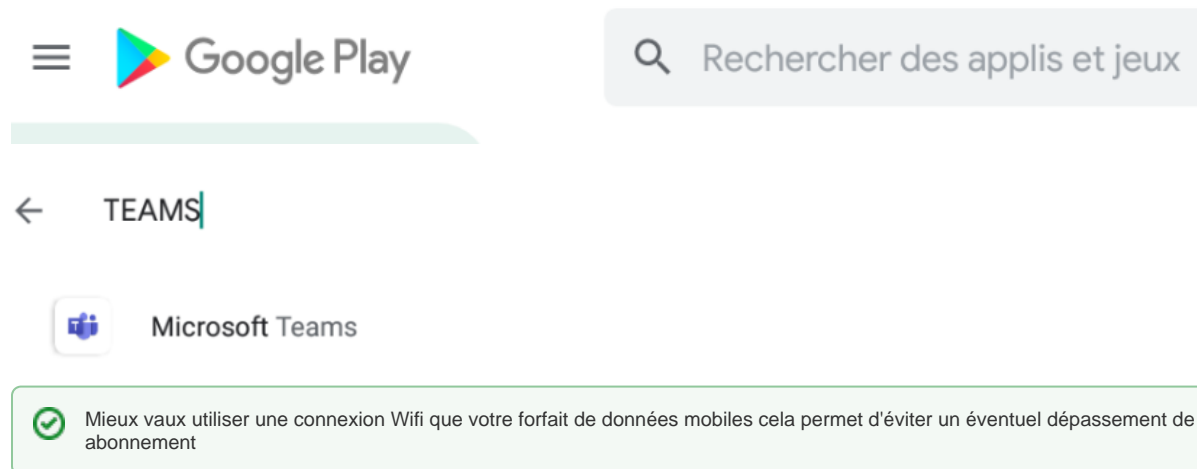 Google Play
Rechercher des applis et jeux
TEAMS
Microsoft Teams
Mieux vaux utiliser une connexion Wifi que votre forfait de données mobiles cela permet d'éviter un éventuel dépassement de
abonnement